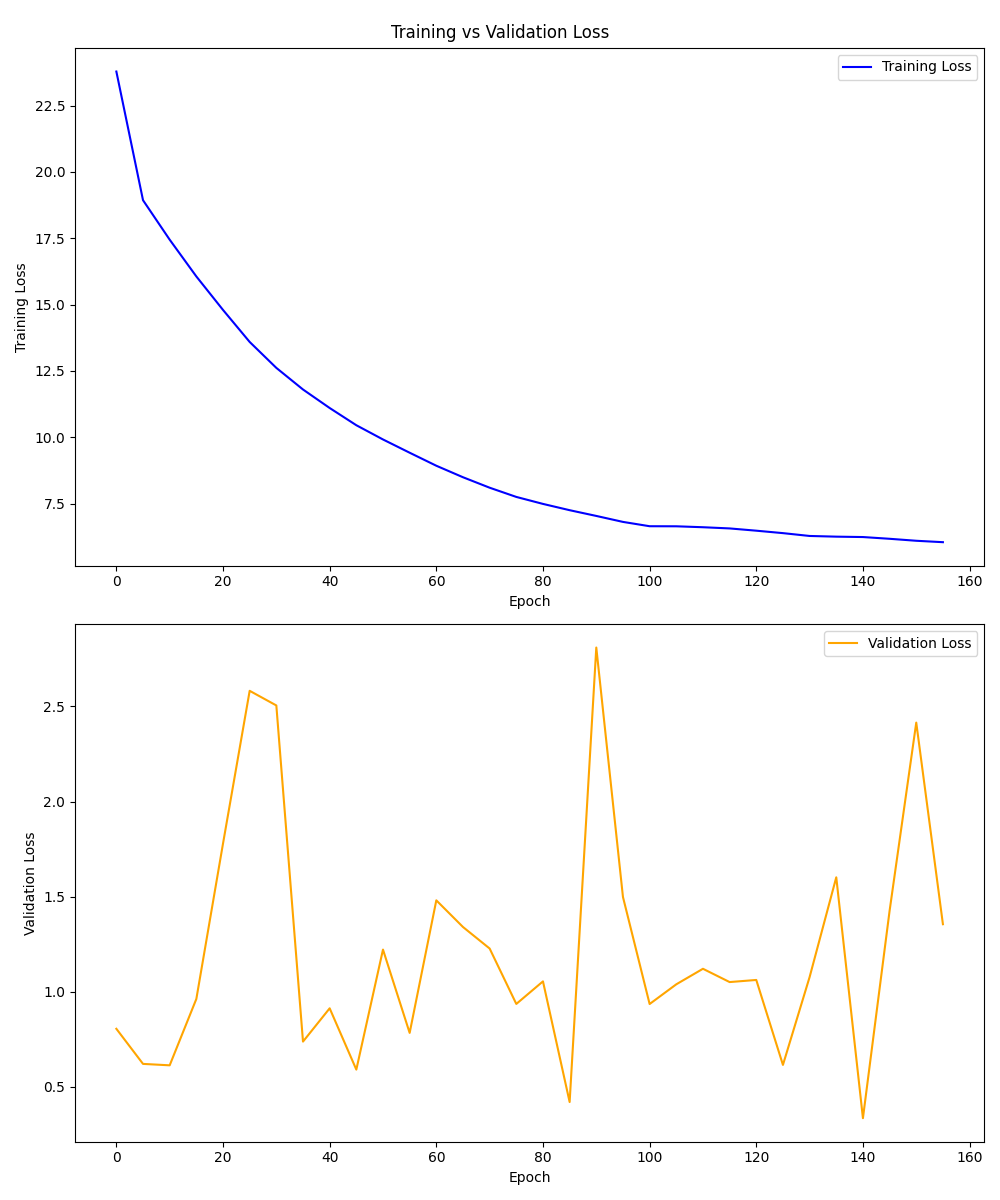 Training vs Validation Loss
Training Loss
22.5
20.0
17.5
15.0
12.5
10.0
7.5
Training Loss
0 20 40 60 80 100 120 140 160
Epoch
Validation Loss
2.5
2.0
1.5
1.0
0.5
Validation Loss
0 20 40 60 80 100 120 140 160
Epoch